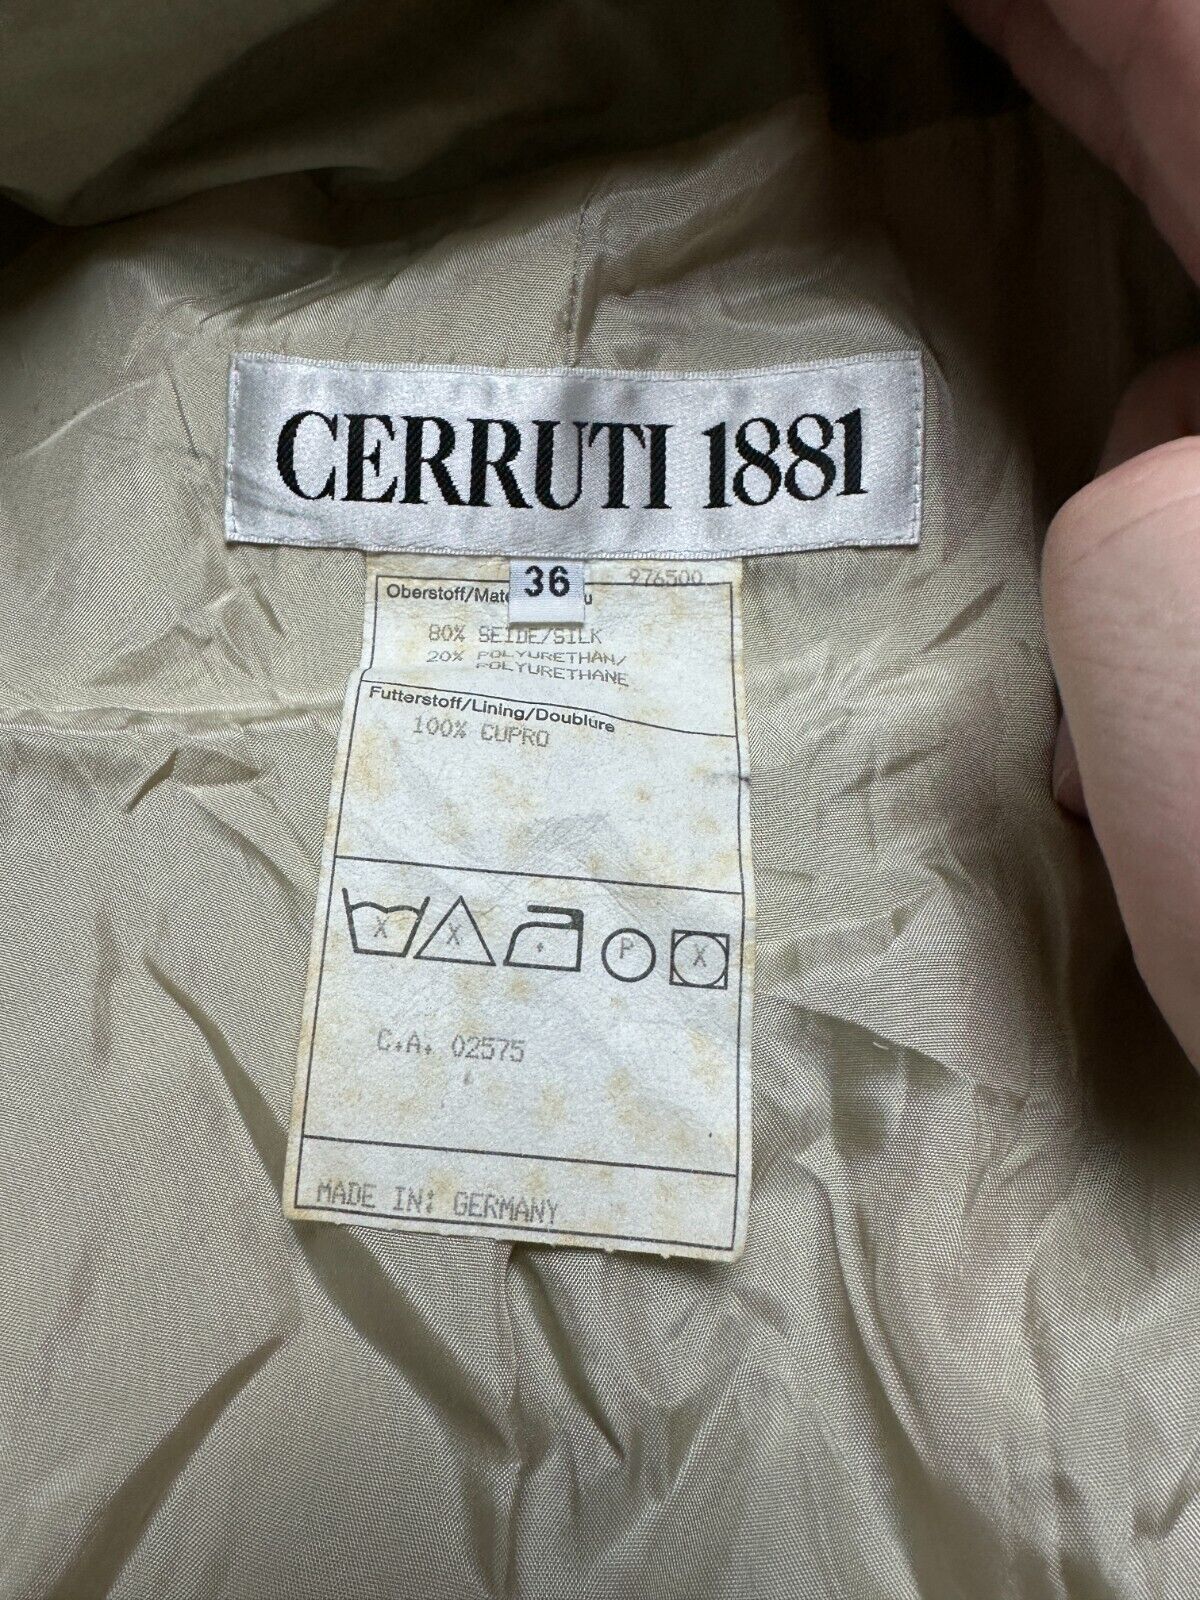 CERRUTI 1881
36
976500
Oberstoff/Mate
u
80% SEIDE/SILK
20% POLYURETHAN/
POLYURETHANE
Futterstoff/Lining/Doublure
100% CUPRO
X X P X
C.A. 02575
MADE IN: GERMANY